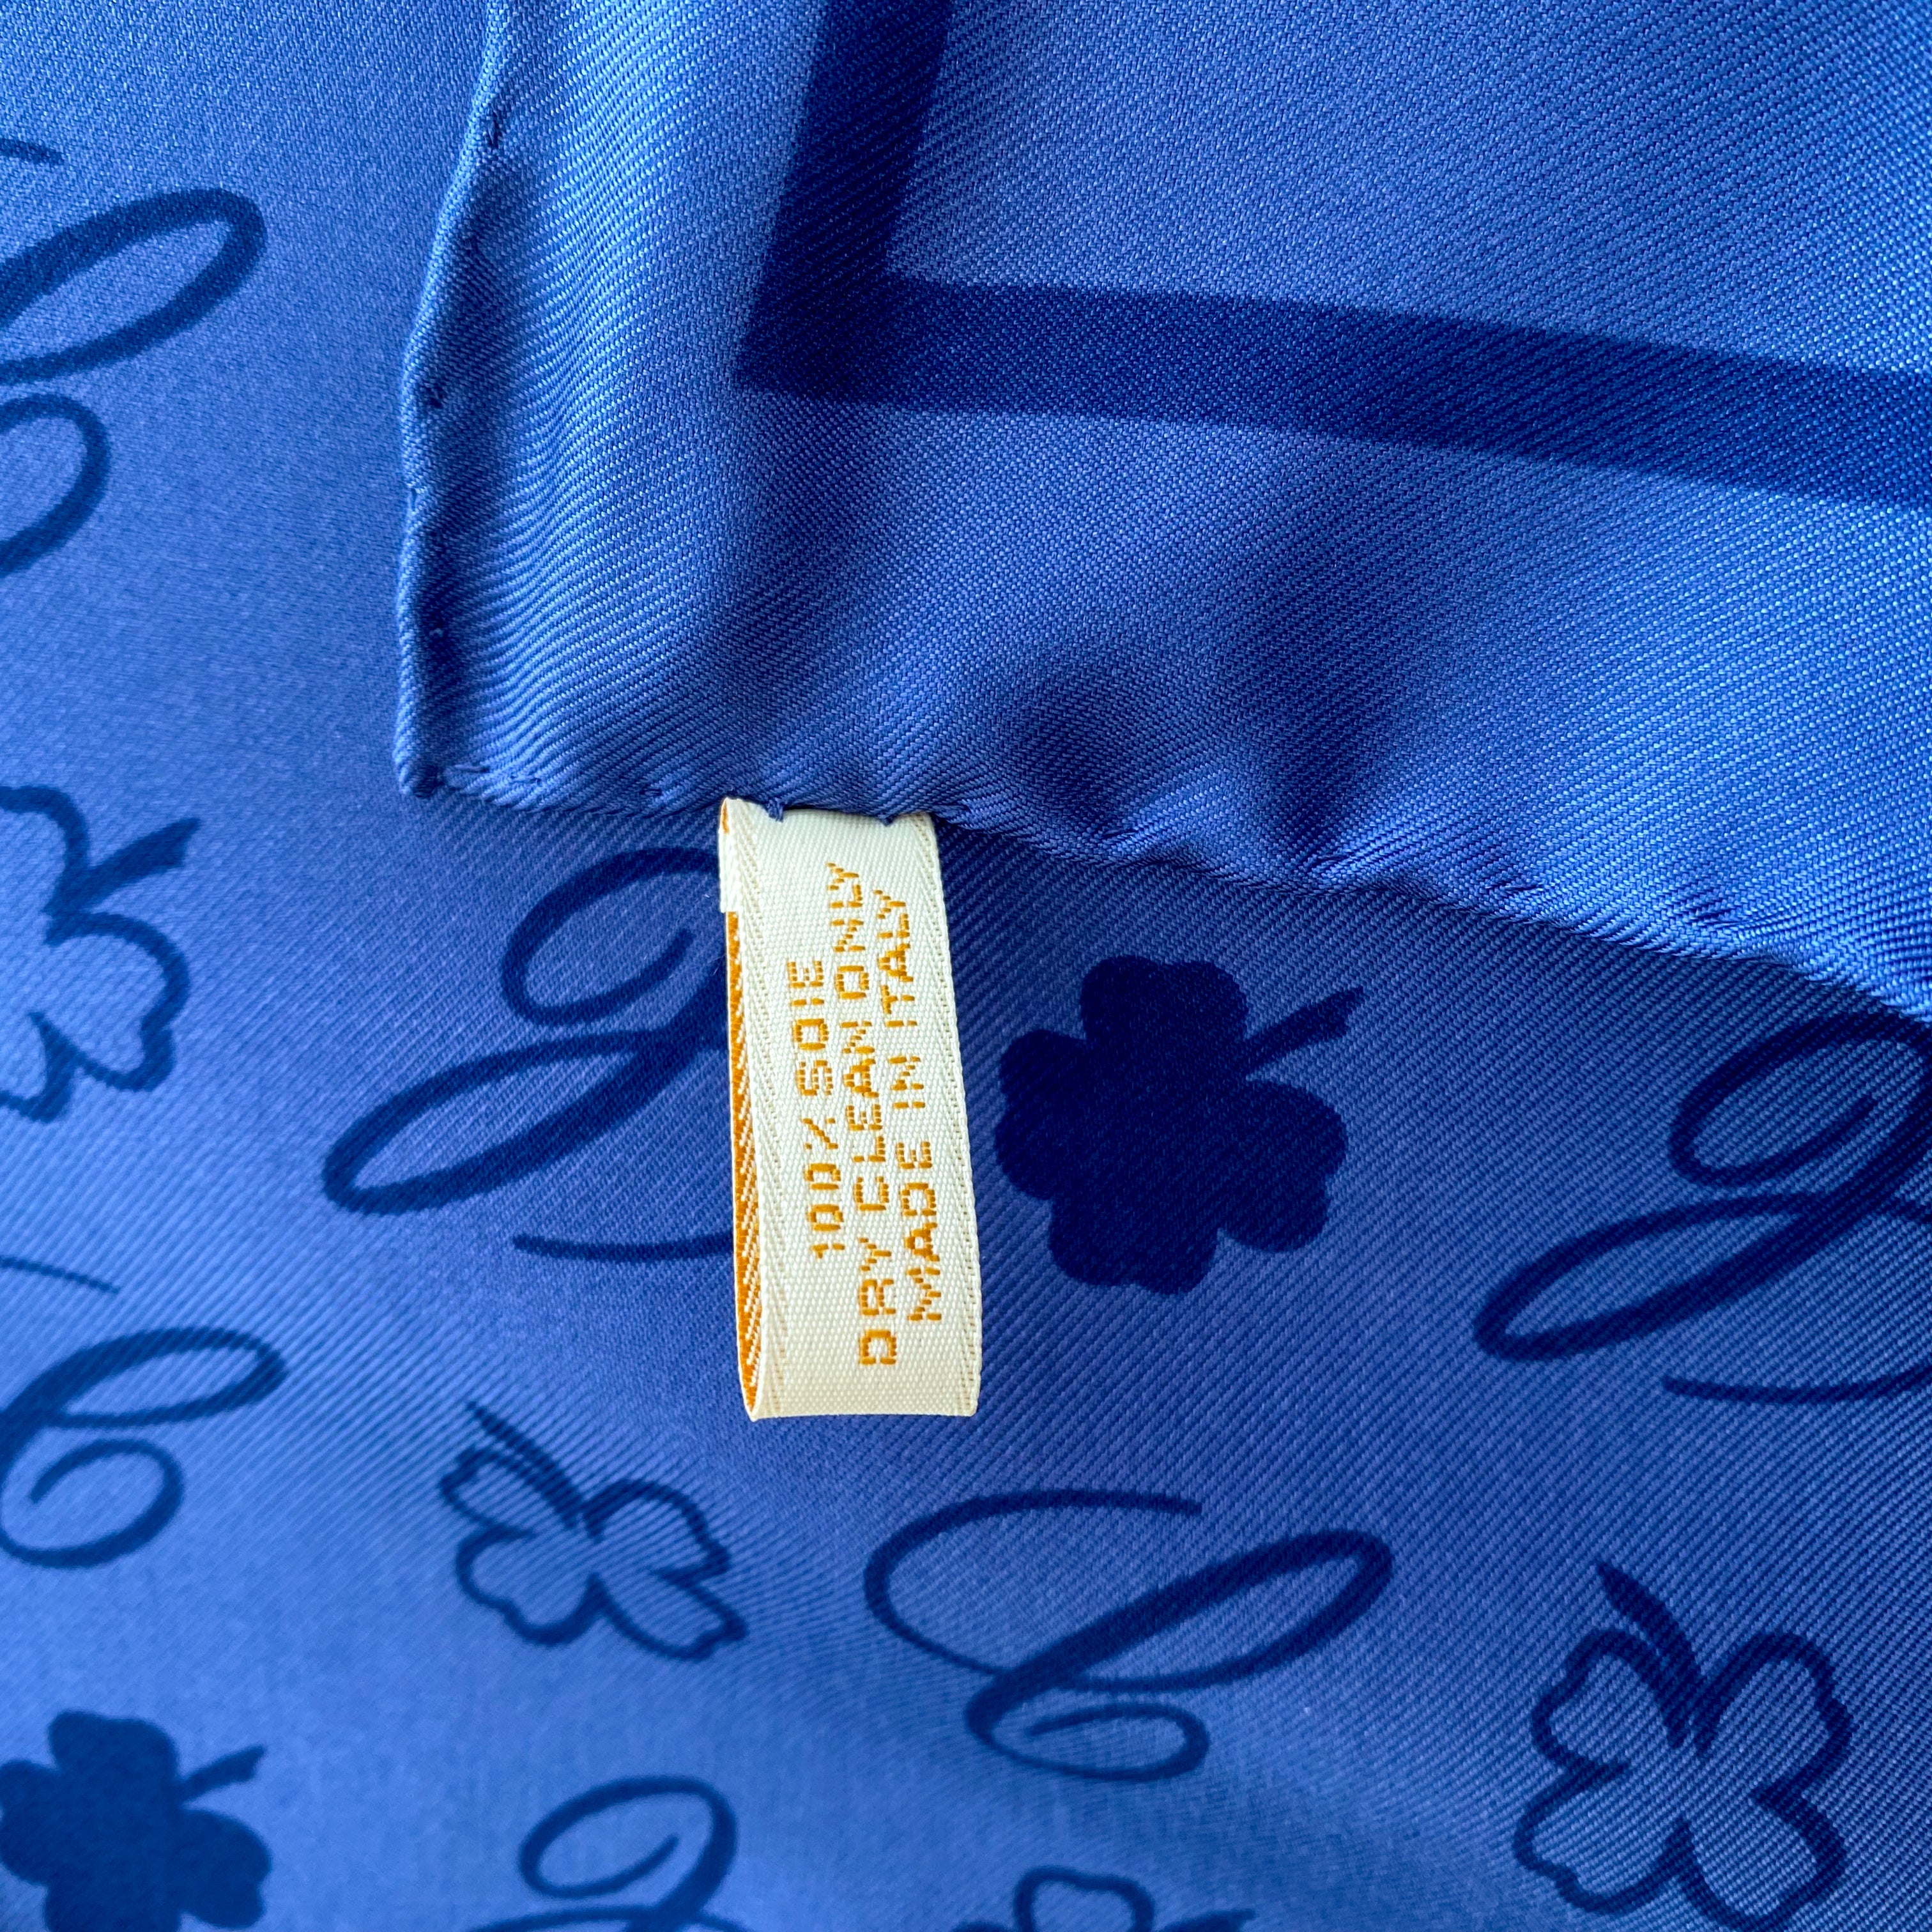 100% SOIE
DRY CLEAN ONLY
MADE IN ITALY